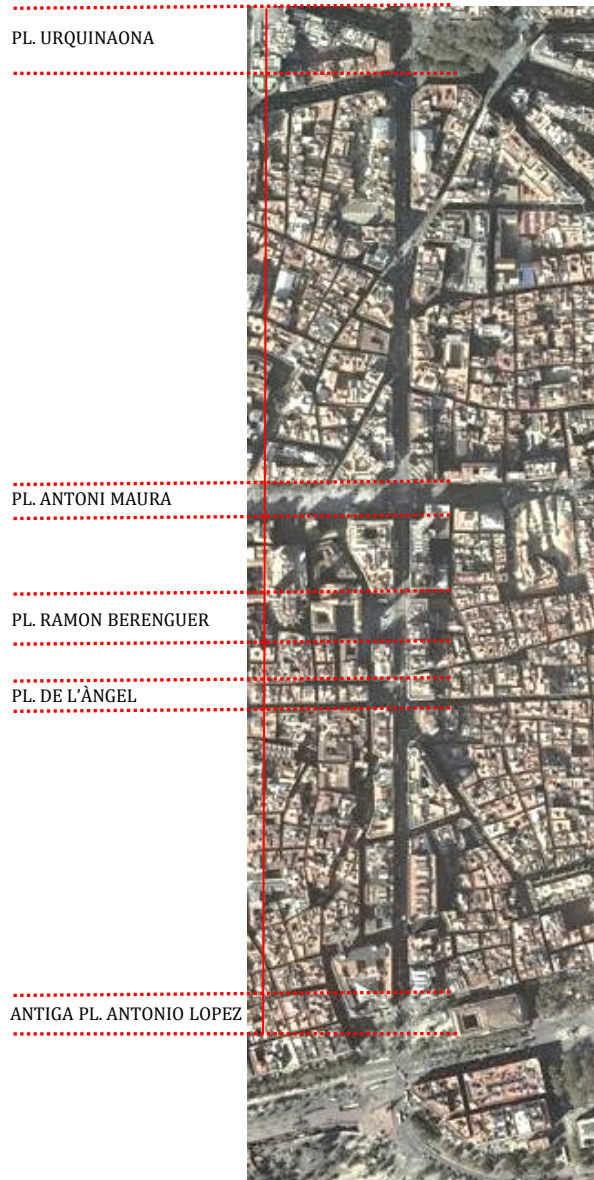 PL. URQUINAONA
PL. ANTONI MAURA
PL. RAMON BERENGUER
PL. DE L’ÀNGEL
ANTIGA PL. ANTONIO LOPEZ